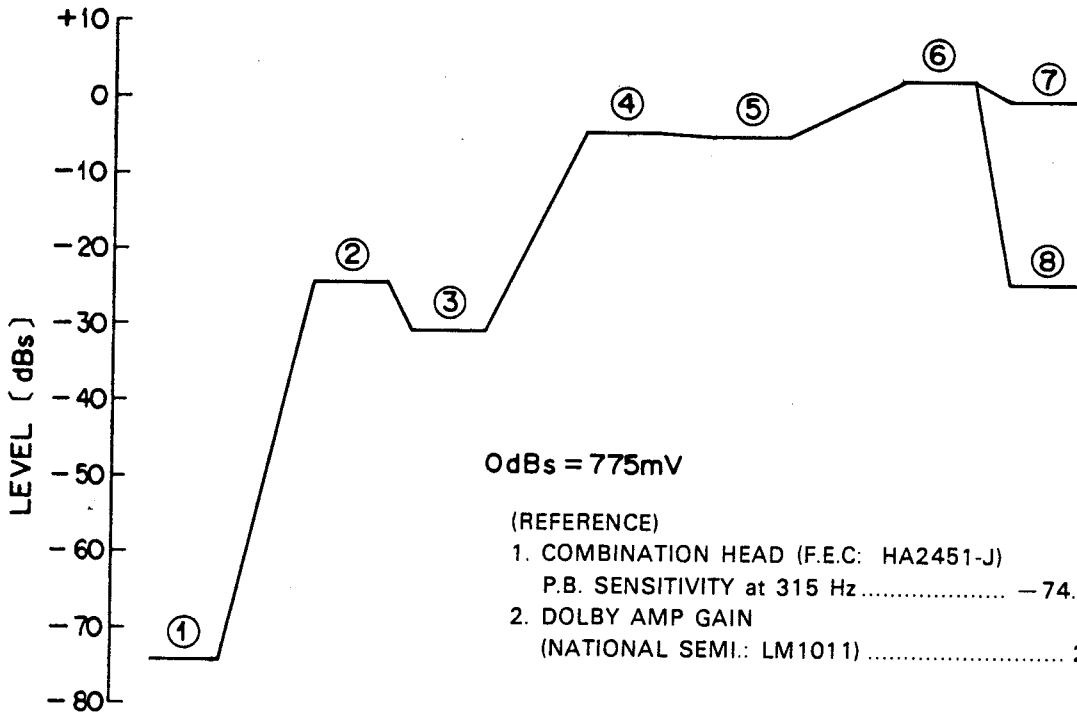 +10
0
-10
-20
-30
-40
-50
-60
-70
-80
LEVEL (dBs)
①
②
③
④
⑤
⑥
⑦
⑧
0dBs = 775mV
(REFERENCE)
1. COMBINATION HEAD (F.E.C: HA2451-J)
P.B. SENSITIVITY at 315 Hz .................... -74.
2. DOLBY AMP GAIN
(NATIONAL SEMI.: LM1011) ............................ 2